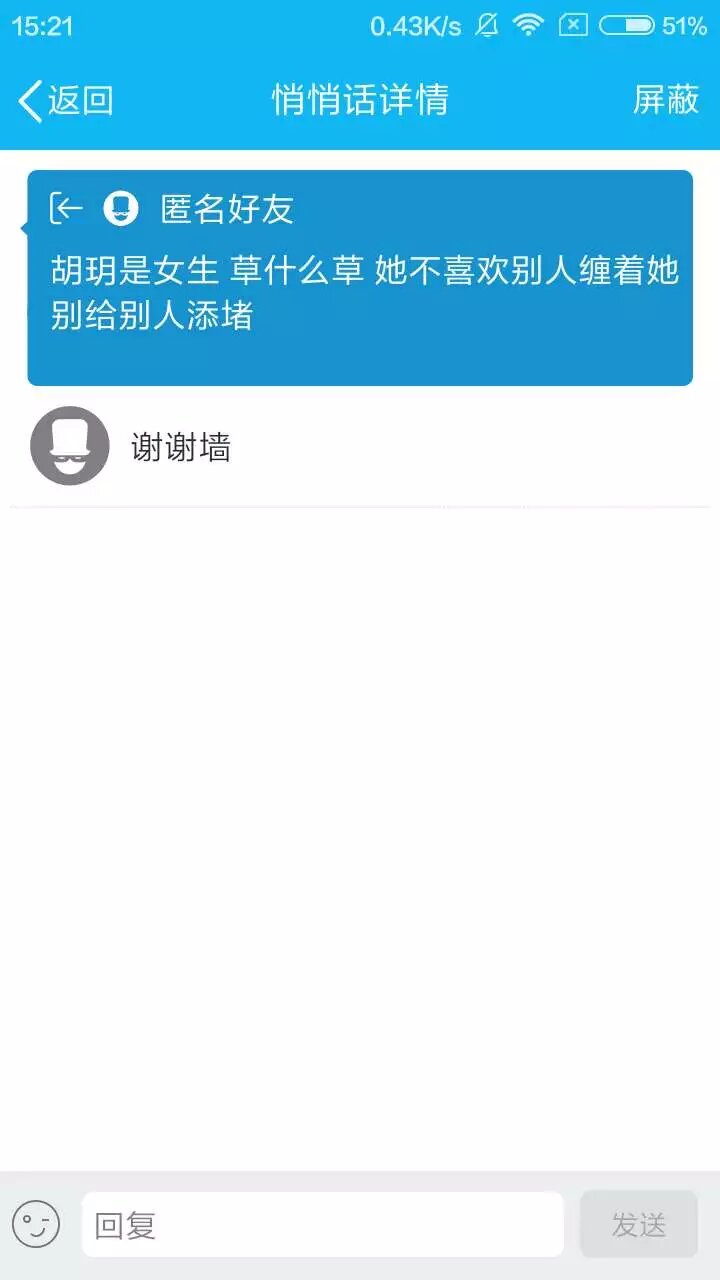 15:21 0.43K/s 51%
返回 悄悄话详情 屏蔽
匿名好友
胡玥是女生 草什么草 她不喜欢别人缠着她
别给别人添堵
谢谢墙
回复 发送